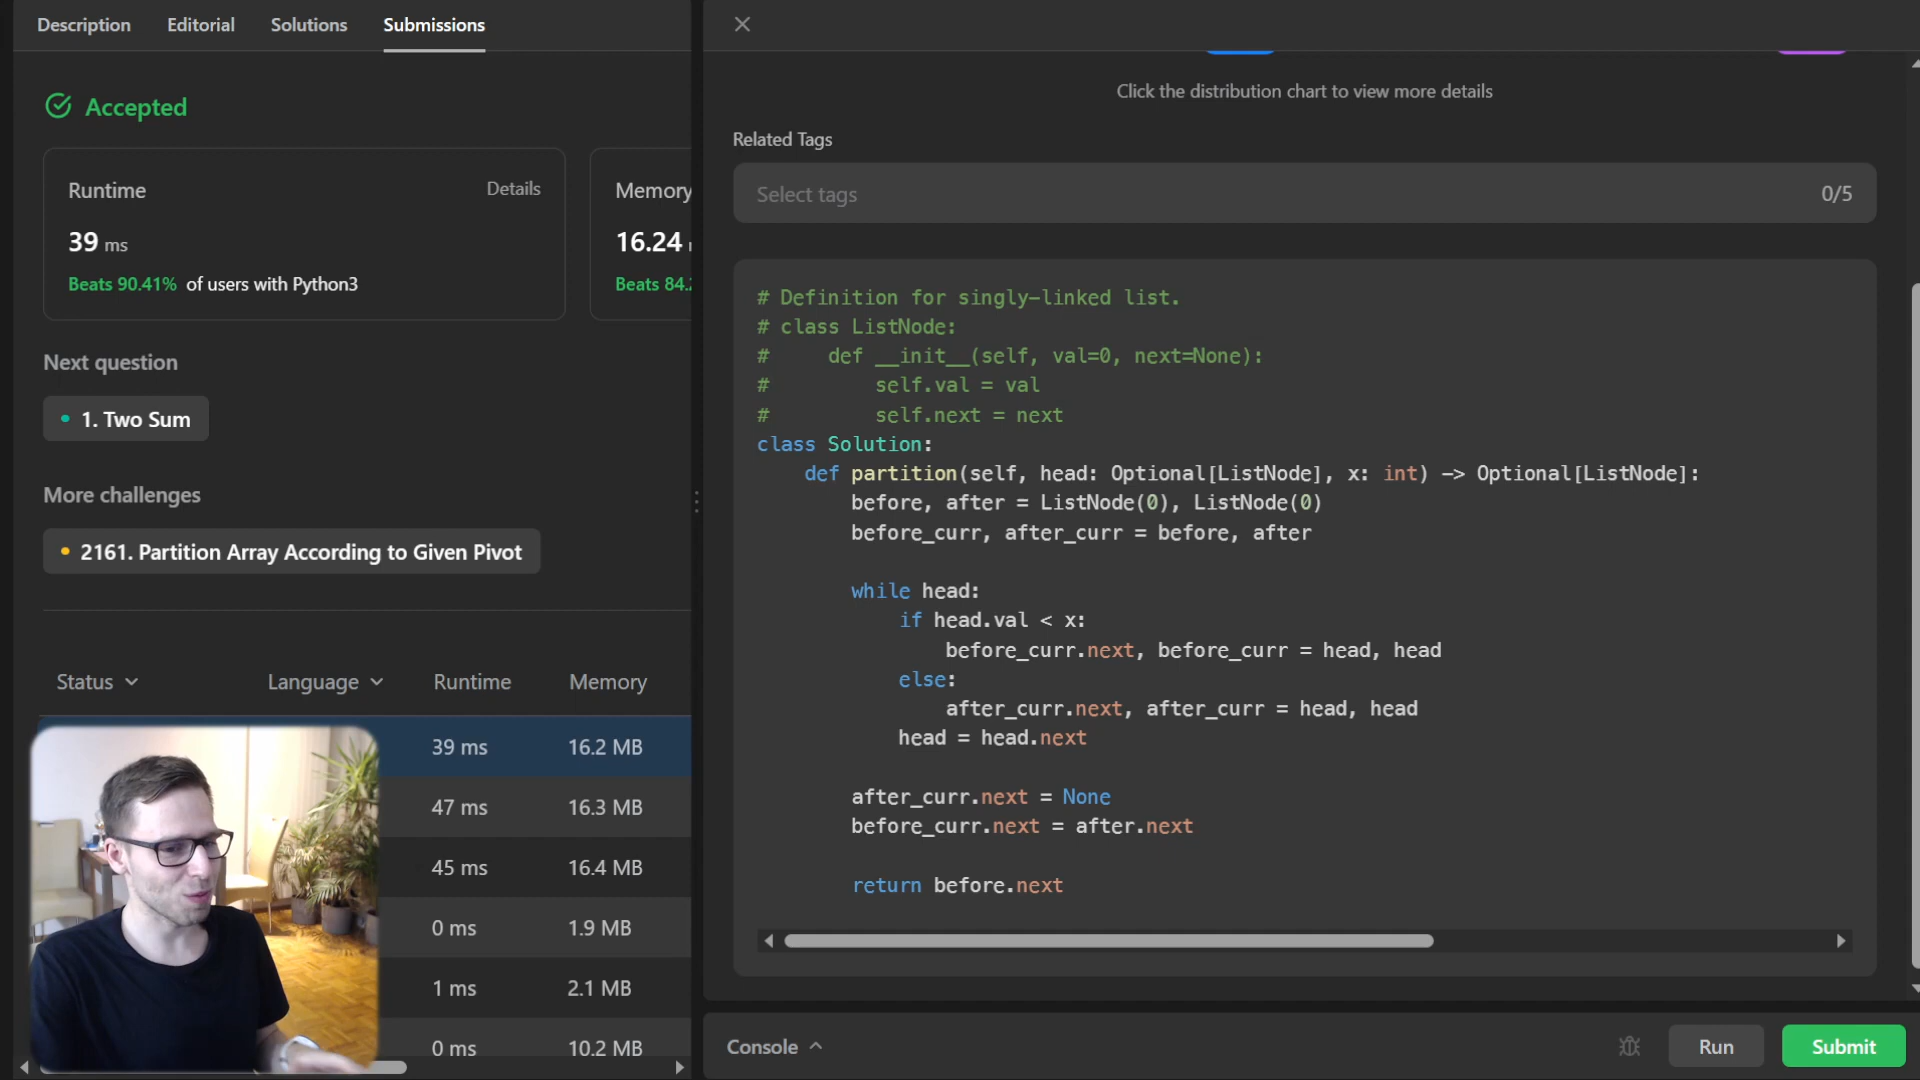 Description Editorial Solutions Submissions
Accepted
Runtime Details
39 ms
Beats 90.41% of users with Python3
Memory
16.24
Beats 84.
Next question
1. Two Sum
More challenges
2161. Partition Array According to Given Pivot
Status Language Runtime Memory
39 ms 16.2 MB
47 ms 16.3 MB
45 ms 16.4 MB
0 ms 1.9 MB
1 ms 2.1 MB
0 ms 10.2 MB
Click the distribution chart to view more details
Related Tags
Select tags 0/5
# Definition for singly-linked list.
# class ListNode:
#     def __init__(self, val=0, next=None):
#         self.val = val
#         self.next = next
class Solution:
    def partition(self, head: Optional[ListNode], x: int) -> Optional[ListNode]:
        before, after = ListNode(0), ListNode(0)
        before_curr, after_curr = before, after
        while head:
            if head.val < x:
                before_curr.next, before_curr = head, head
            else:
                after_curr.next, after_curr = head, head
            head = head.next
        after_curr.next = None
        before_curr.next = after.next
        return before.next
Console Run Submit